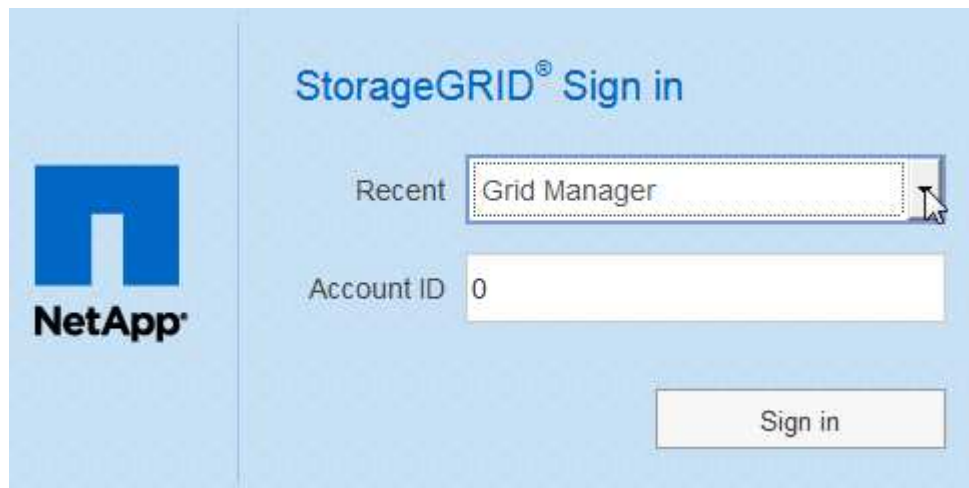 StorageGRID® Sign in
Recent Grid Manager
Account ID 0
NetApp®
Sign in